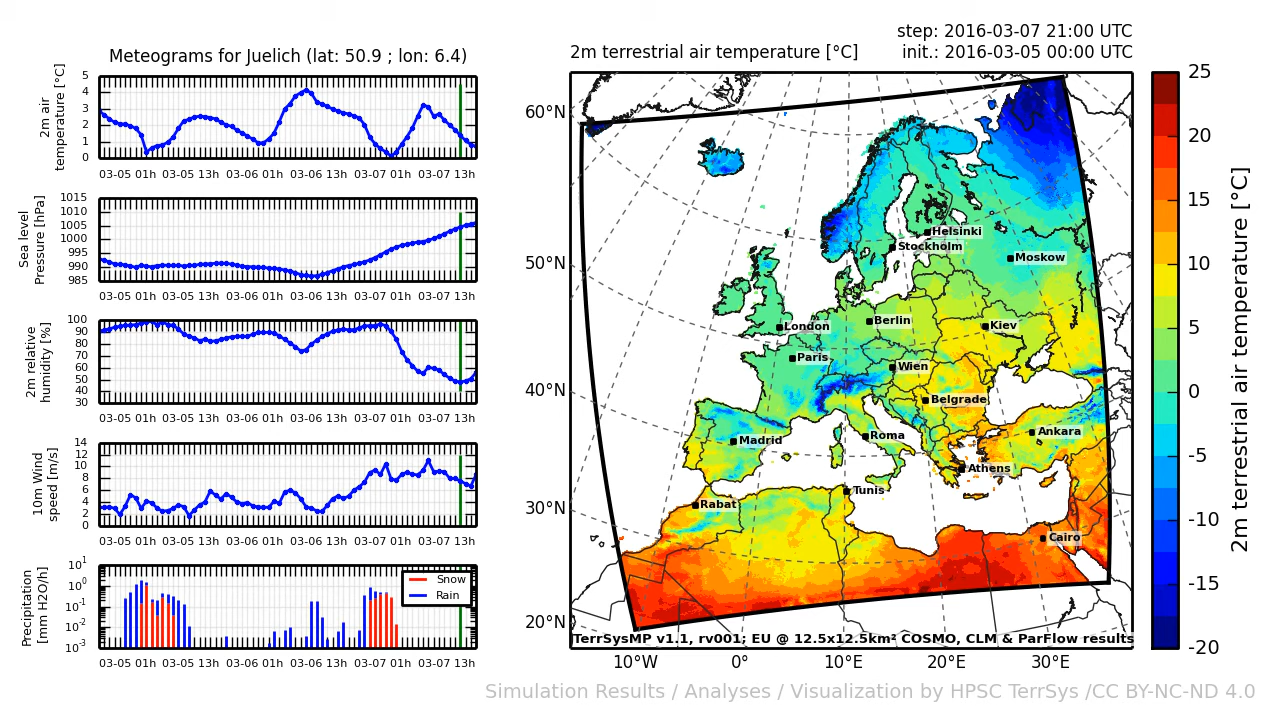 Meteograms for Juelich (lat: 50.9 ; lon: 6.4)
2m air
temperature [°C]
5
4
3
2
1
0
03-05 01h 03-05 13h 03-06 01h 03-06 13h 03-07 01h 03-07 13h
Sea level
Pressure [hPa]
1015
1010
1005
1000
995
990
985
03-05 01h 03-05 13h 03-06 01h 03-06 13h 03-07 01h 03-07 13h
2m relative
humidity [%]
100
90
80
70
60
50
40
30
03-05 01h 03-05 13h 03-06 01h 03-06 13h 03-07 01h 03-07 13h
10m Wind
speed [m/s]
14
12
10
8
6
4
2
0
03-05 01h 03-05 13h 03-06 01h 03-06 13h 03-07 01h 03-07 13h
Precipitation
[mm H2O/h]
10¹
10⁰
10⁻¹
10⁻²
10⁻³
Snow
Rain
03-05 01h 03-05 13h 03-06 01h 03-06 13h 03-07 01h 03-07 13h
step: 2016-03-07 21:00 UTC
2m terrestrial air temperature [°C] init.: 2016-03-05 00:00 UTC
60°N
50°N
40°N
30°N
20°N
Helsinki
Stockholm
Moskow
London
Berlin
Kiev
Paris
Wien
Belgrade
Madrid
Roma
Ankara
Athens
Tunis
Rabat
Cairo
TerrSysMP v1.1, rv001; EU @ 12.5x12.5km² COSMO, CLM & ParFlow results
10°W 0° 10°E 20°E 30°E
25
20
15
10
5
0
-5
-10
-15
-20
2m terrestrial air temperature [°C]
Simulation Results / Analyses / Visualization by HPSC TerrSys /CC BY-NC-ND 4.0